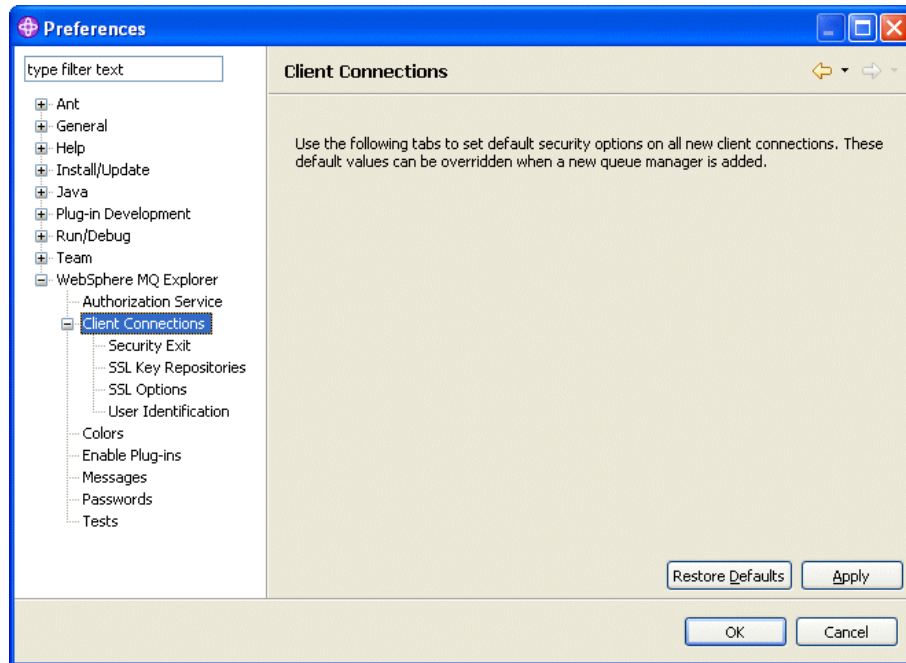 Preferences
type filter text
Ant
General
Help
Install/Update
Java
Plug-in Development
Run/Debug
Team
WebSphere MQ Explorer
Authorization Service
Client Connections
Security Exit
SSL Key Repositories
SSL Options
User Identification
Colors
Enable Plug-ins
Messages
Passwords
Tests
Client Connections
Use the following tabs to set default security options on all new client connections. These
default values can be overridden when a new queue manager is added.
Restore Defaults
Apply
OK
Cancel